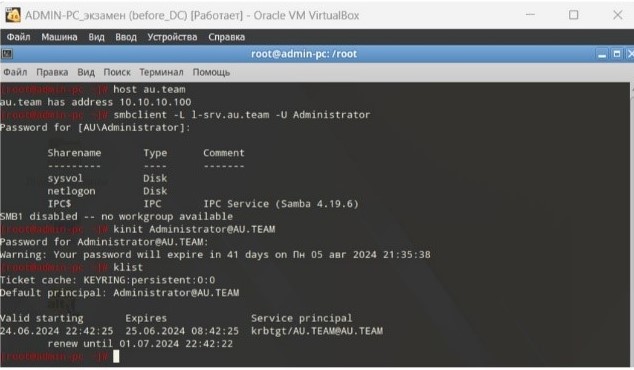 ADMIN-PC_экзамен (before_DC) [Работает] - Oracle VM VirtualBox
Файл Машина Вид Ввод Устройства Справка
root@admin-pc: /root
Файл Правка Вид Поиск Терминал Помощь
[root@admin-pc ~]# host au.team
au.team has address 10.10.10.100
[root@admin-pc ~]# smbclient -L l-srv.au.team -U Administrator
Password for [AU\Administrator]:
Sharename Type Comment
--------- ---- -------
sysvol Disk
netlogon Disk
IPC$ IPC IPC Service (Samba 4.19.6)
SMB1 disabled -- no workgroup available
[root@admin-pc ~]# kinit Administrator@AU.TEAM
Password for Administrator@AU.TEAM:
Warning: Your password will expire in 41 days on Пн 05 авг 2024 21:35:38
[root@admin-pc ~]# klist
Ticket cache: KEYRING:persistent:0:0
Default principal: Administrator@AU.TEAM
Valid starting Expires Service principal
24.06.2024 22:42:25 25.06.2024 08:42:25 krbtgt/AU.TEAM@AU.TEAM
renew until 01.07.2024 22:42:22
[root@admin-pc ~]#